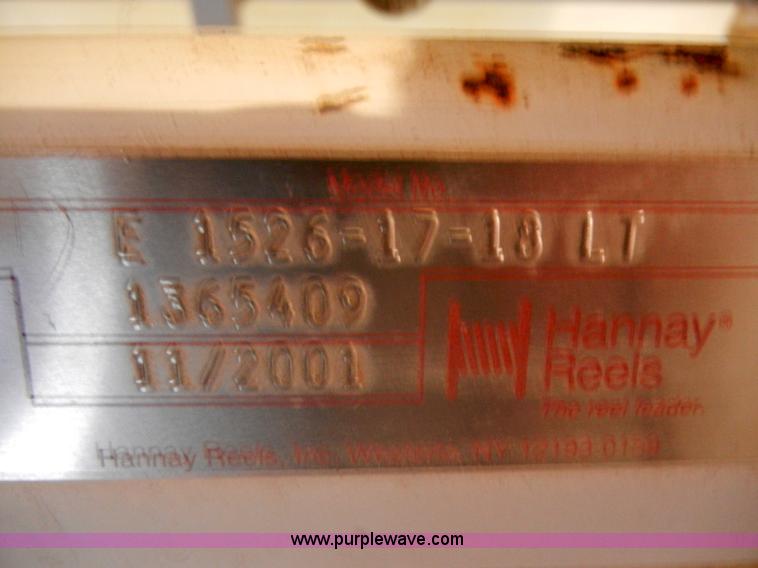 Model No.
E 1526-17-18 LT
1365409
11/2001
Hannay®
Reels
The reel leader.
Hannay Reels, Inc. Westerlo, NY 12193-0159
www.purplewave.com